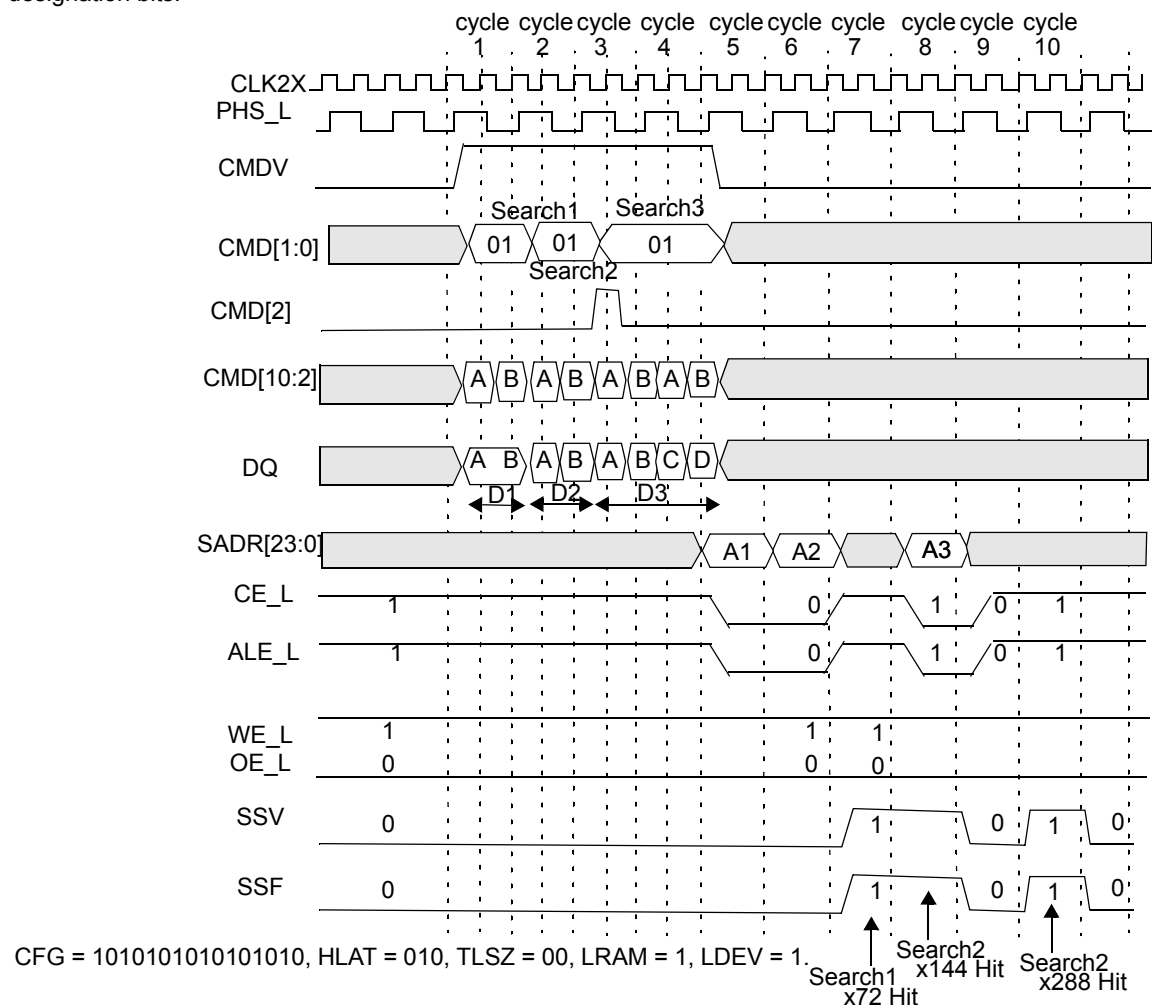 designation bits.
cycle cycle cycle cycle cycle cycle cycle cycle cycle cycle
1 2 3 4 5 6 7 8 9 10
CLK2X
PHS_L
CMDV
Search1 Search3
CMD[1:0] 01 01 01
Search2
CMD[2]
CMD[10:2] A B A B A B A B
DQ A B A B A B C D
D1 D2 D3
SADR[23:0] A1 A2 A3
CE_L 1 0 1 0 1
ALE_L 1 0 1 0 1
WE_L 1 1 1
OE_L 0 0 0
SSV 0 1 0 1 0
SSF 0 1 0 1 0
CFG = 1010101010101010, HLAT = 010, TLSZ = 00, LRAM = 1, LDEV = 1.
Search1
x72 Hit
Search2
x144 Hit
Search2
x288 Hit